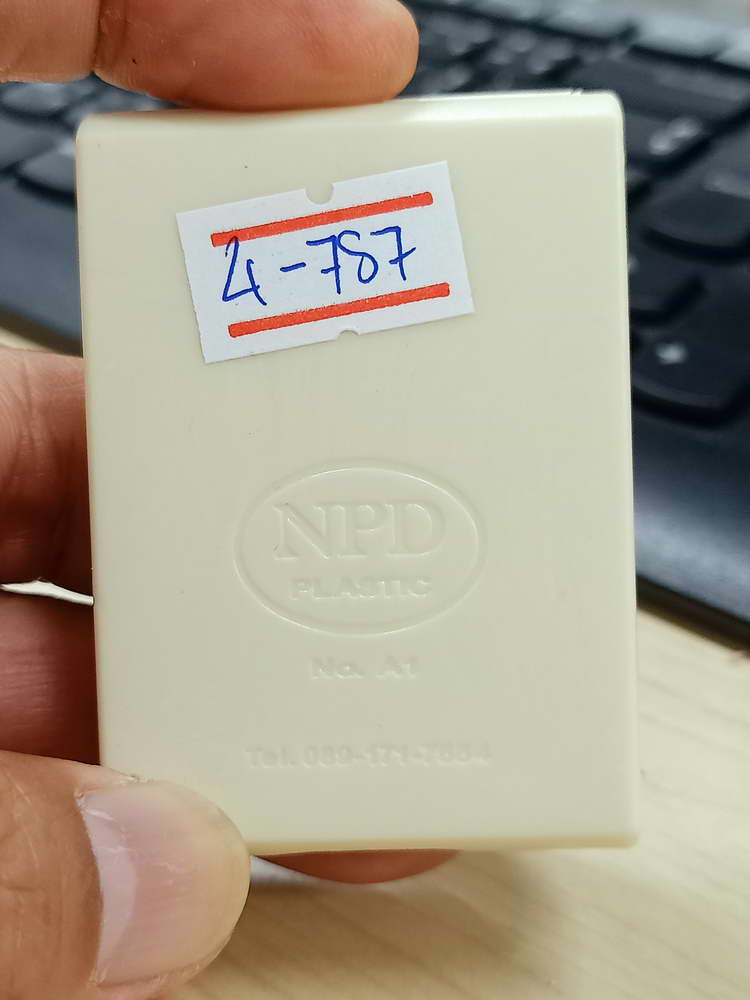 4-787
NPD
PLASTIC
No. A1
Tel.